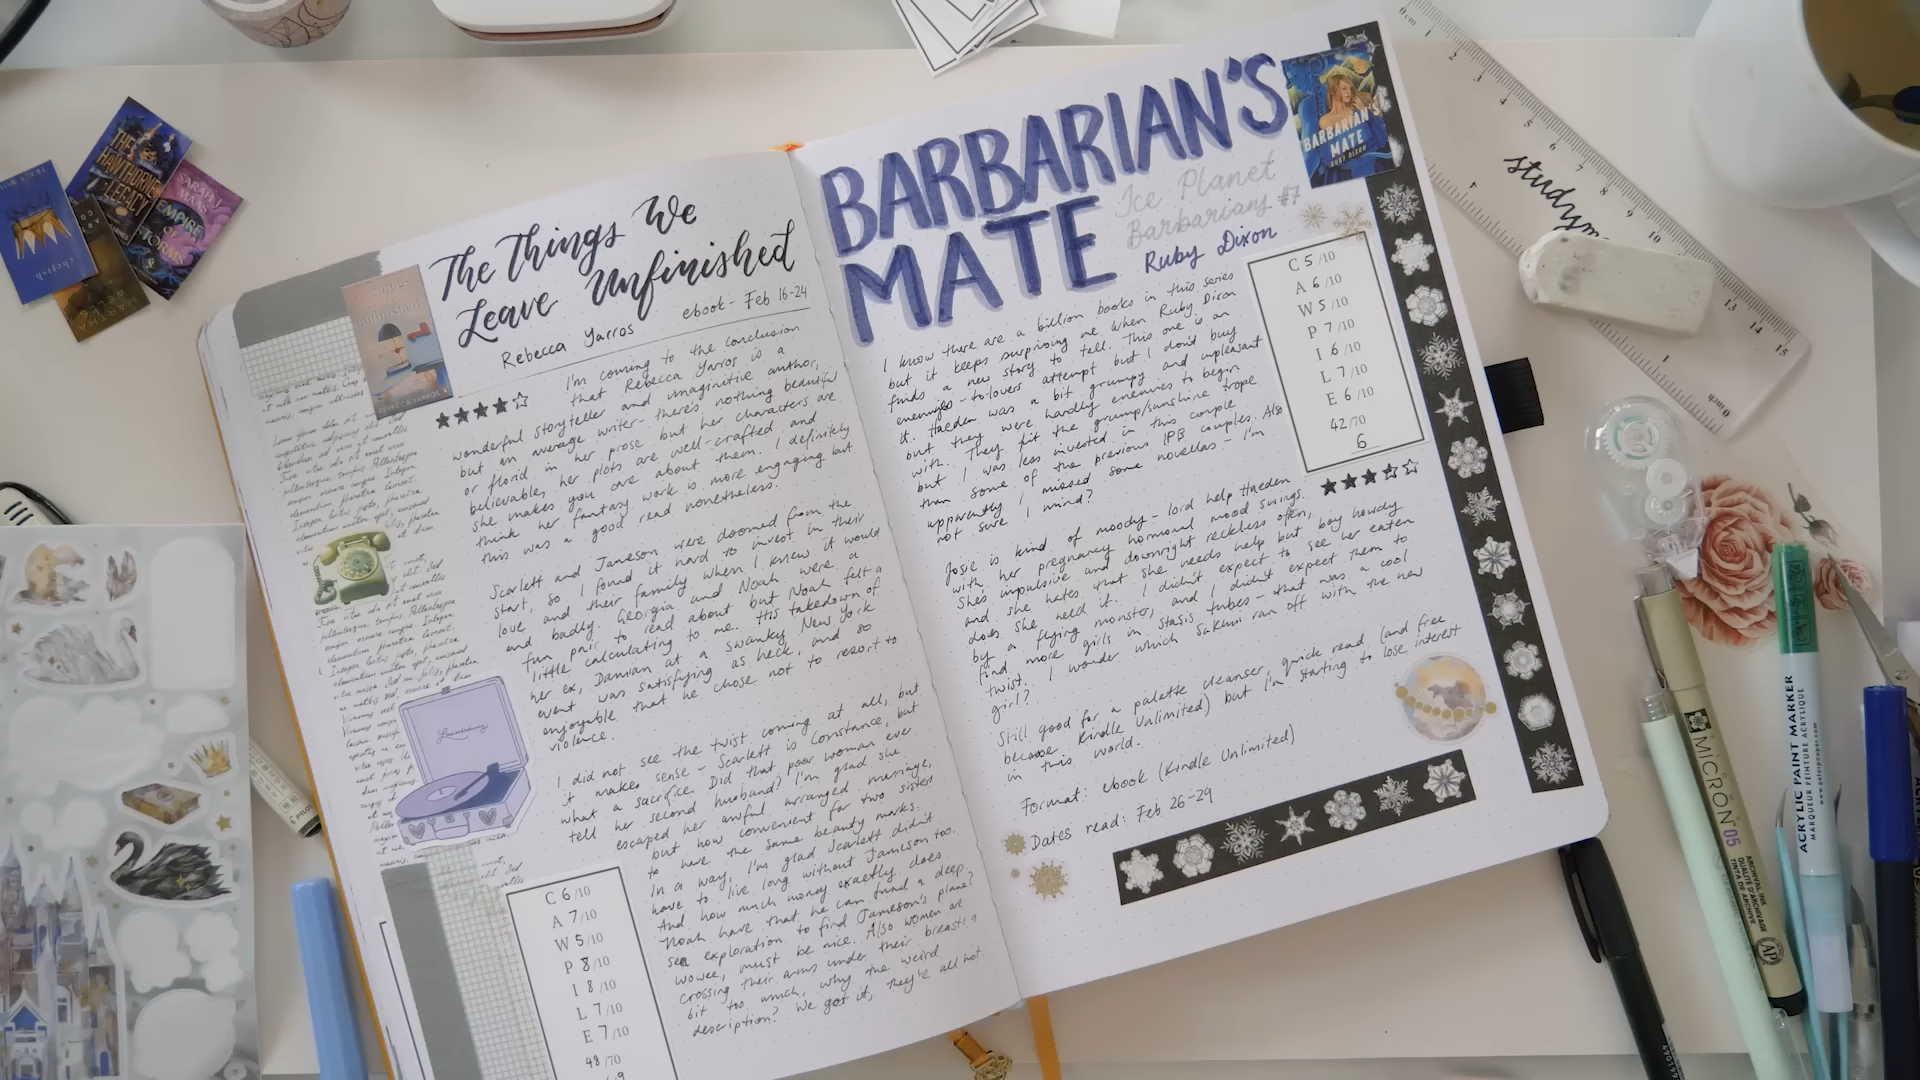 The Things We
Leave Unfinished
Rebecca Yarros
ebook - Feb 16-24
I'm coming to the conclusion
that Rebecca Yarros is a
wonderful storyteller and imaginitive author,
but an average writer - there's nothing beautiful
or florid in her prose but her characters are
believable, her plots are well-crafted and
she makes you care about them. I definitely
think her fantasy work is more engaging but
this was a good read nonetheless.
Scarlett and Jameson were doomed from the
start, so I found it hard to invest in their
love and their family when I knew it would
end badly. Georgia and Noah were a
fun pair to read about but Noah felt a
little calculating to me. His takedown of
her ex, Damian at a swanky New York
event was satisfying as heck, and so
enjoyable that he chose not to resort to
violence.
I did not see the twist coming at all, but
it makes sense - Scarlett is Constance, but
what a sacrifice. Did that poor woman ever
tell her second husband? I'm glad she
escaped her awful arranged marriage,
but how convenient for two sisters
to have the same beauty marks.
In a way, I'm glad Scarlett didn't
have to live long without Jameson too.
And how much money exactly does
Noah have that he can fund a deep
sea exploration to find Jameson's plane?
Wowee, must be nice. Also women are
crossing their arms under their breasts a
bit too much, why the weird
description? We get it, they're all hot.
C 6/10
A 7/10
W 5/10
P 8/10
I 8/10
L 7/10
E 7/10
48/70
BARBARIAN'S
MATE
Ice Planet
Barbarians #7
Ruby Dixon
I know there are a billion books in this series
but it keeps surprising me when Ruby Dixon
finds a new story to tell. This one is an
enemies-to-lovers attempt but I don't buy
it. Haeden was a bit grumpy and unpleasant
but they were hardly enemies to begin
with. They fit the grump/sunshine trope
but I was less invested in this couple
than some of the previous IPB couples. Also
apparently I missed some novellas - I'm
not sure I mind?
Josie is kind of moody - lord help Haeden
with her pregnancy hormonal mood swings.
She's impulsive and downright reckless often,
and she hates that she needs help but boy howdy
does she need it. I didn't expect to see her eaten
by a flying monster, and I didn't expect them to
find more girls in stasis tubes - that was a cool
twist. I wonder which Sakhui ran off with the new
girl?
Still good for a palette cleanser, quick read (and free
because Kindle Unlimited) but I'm starting to lose interest
in this world.
Format: ebook (Kindle Unlimited)
Dates read: Feb 26-29
C 5/10
A 6/10
W 5/10
P 7/10
I 6/10
L 7/10
E 6/10
42/70
6
BARBARIAN'S
MATE
RUBY DIXON
THE
HAWTHORNE
LEGACY
SARAH J
MAAS
EMPIRE
OF
STORMS
cherish
MICRON 05
ACRYLIC PAINT MARKER
MARQUEUR PEINTURE ACRYLIQUE
ARCHIVAL INK